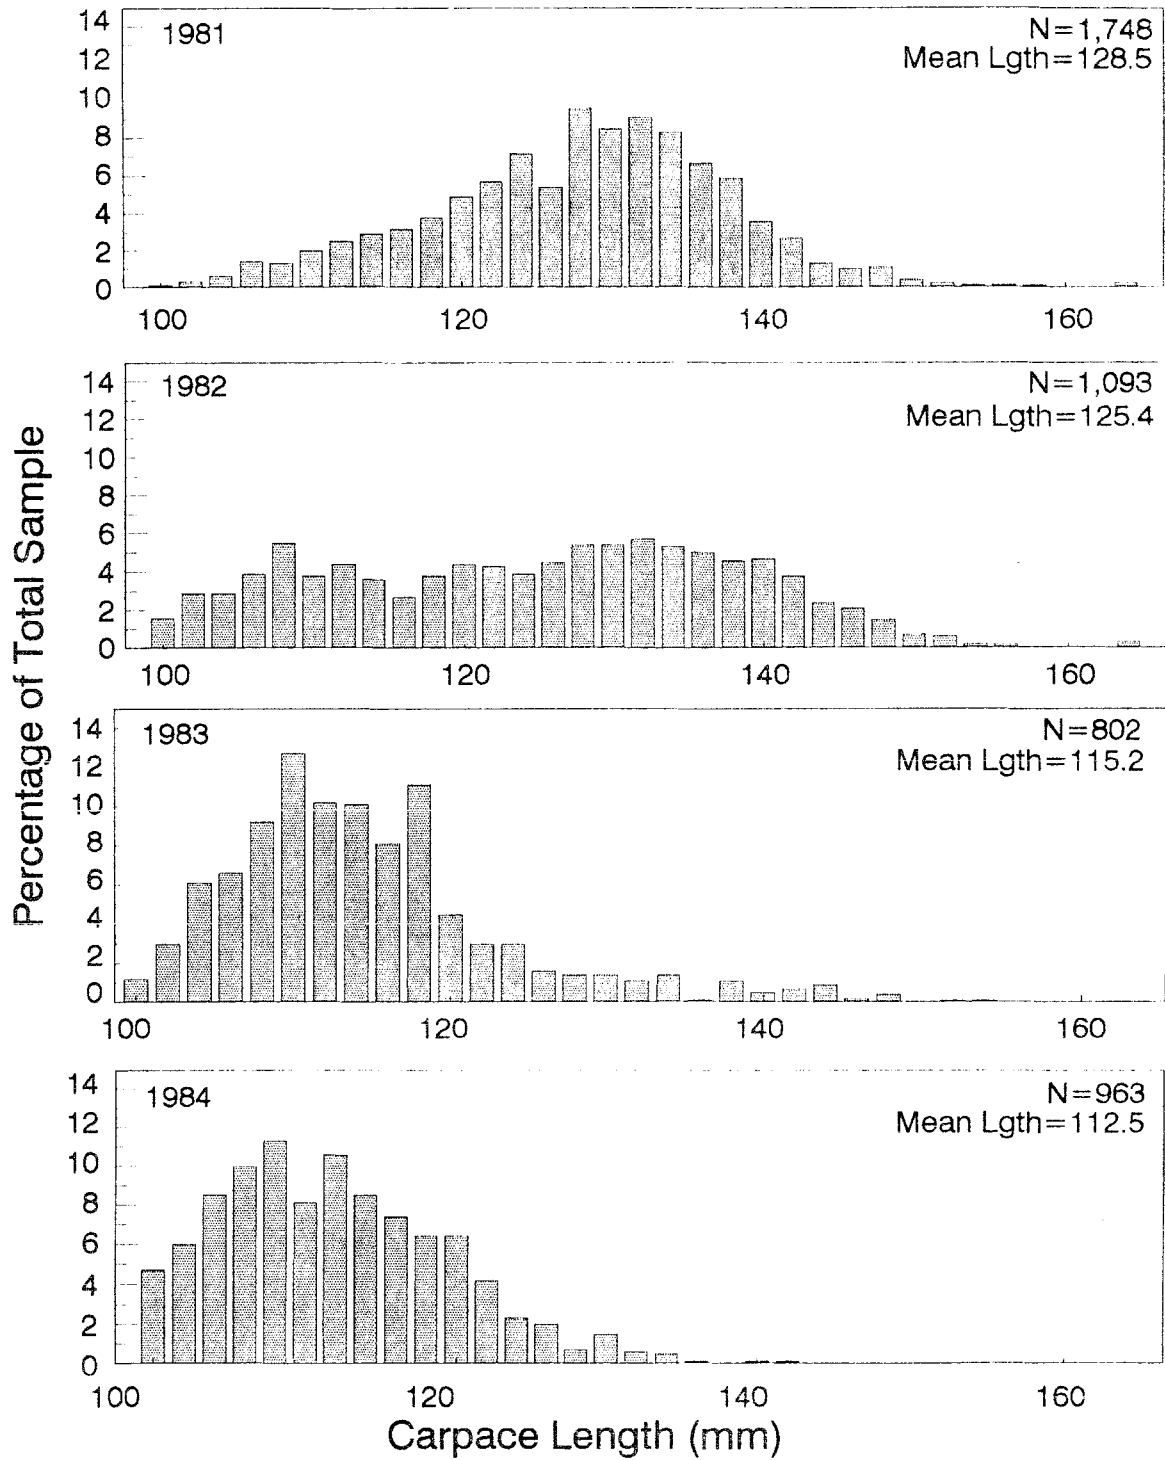 Percentage of Total Sample
14
12
10
8
6
4
2
0
1981
N=1,748
Mean Lgth=128.5
100 120 140 160
14
12
10
8
6
4
2
0
1982
N=1,093
Mean Lgth=125.4
100 120 140 160
14
12
10
8
6
4
2
0
1983
N=802
Mean Lgth=115.2
100 120 140 160
14
12
10
8
6
4
2
0
1984
N=963
Mean Lgth=112.5
100 120 140 160
Carpace Length (mm)